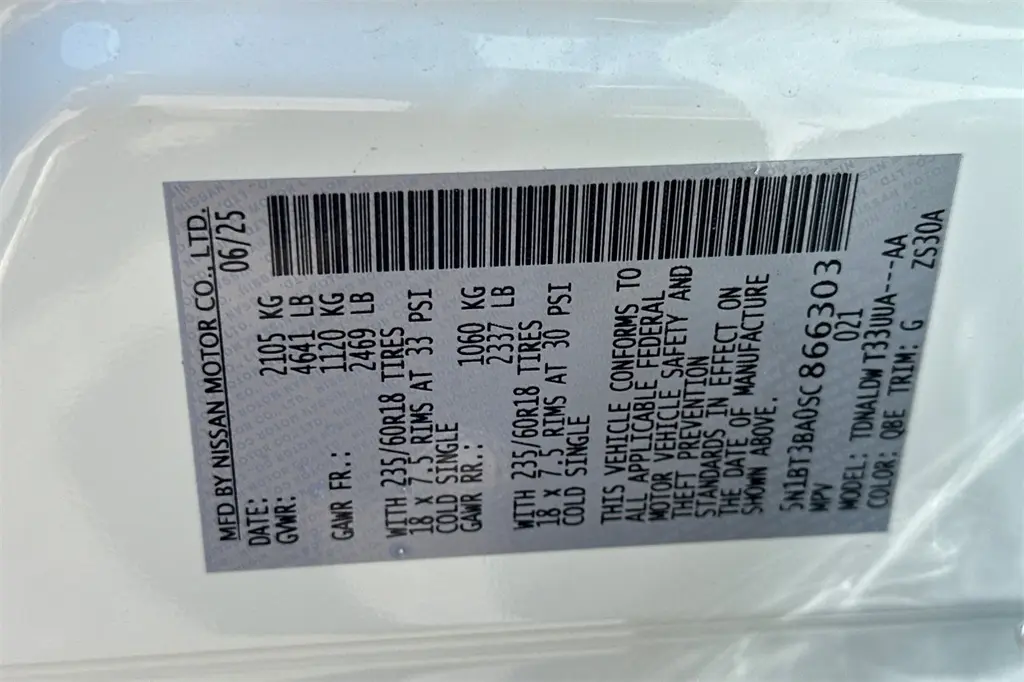 MFD BY NISSAN MOTOR CO., LTD.
DATE: 06/25
GVWR: 2105 KG
4641 LB
GAWR FR.: 1120 KG
2469 LB
WITH 235/60R18 TIRES
18 X 7.5 RIMS AT 33 PSI
COLD SINGLE
GAWR RR.: 1060 KG
2337 LB
WITH 235/60R18 TIRES
18 X 7.5 RIMS AT 30 PSI
COLD SINGLE
THIS VEHICLE CONFORMS TO
ALL APPLICABLE FEDERAL
MOTOR VEHICLE SAFETY AND
THEFT PREVENTION
STANDARDS IN EFFECT ON
THE DATE OF MANUFACTURE
SHOWN ABOVE.
5N1BT3BA0SC866303
MPV 021
MODEL: TDNALDW T33UUA---AA
COLOR: QBE TRIM: G ZS30A